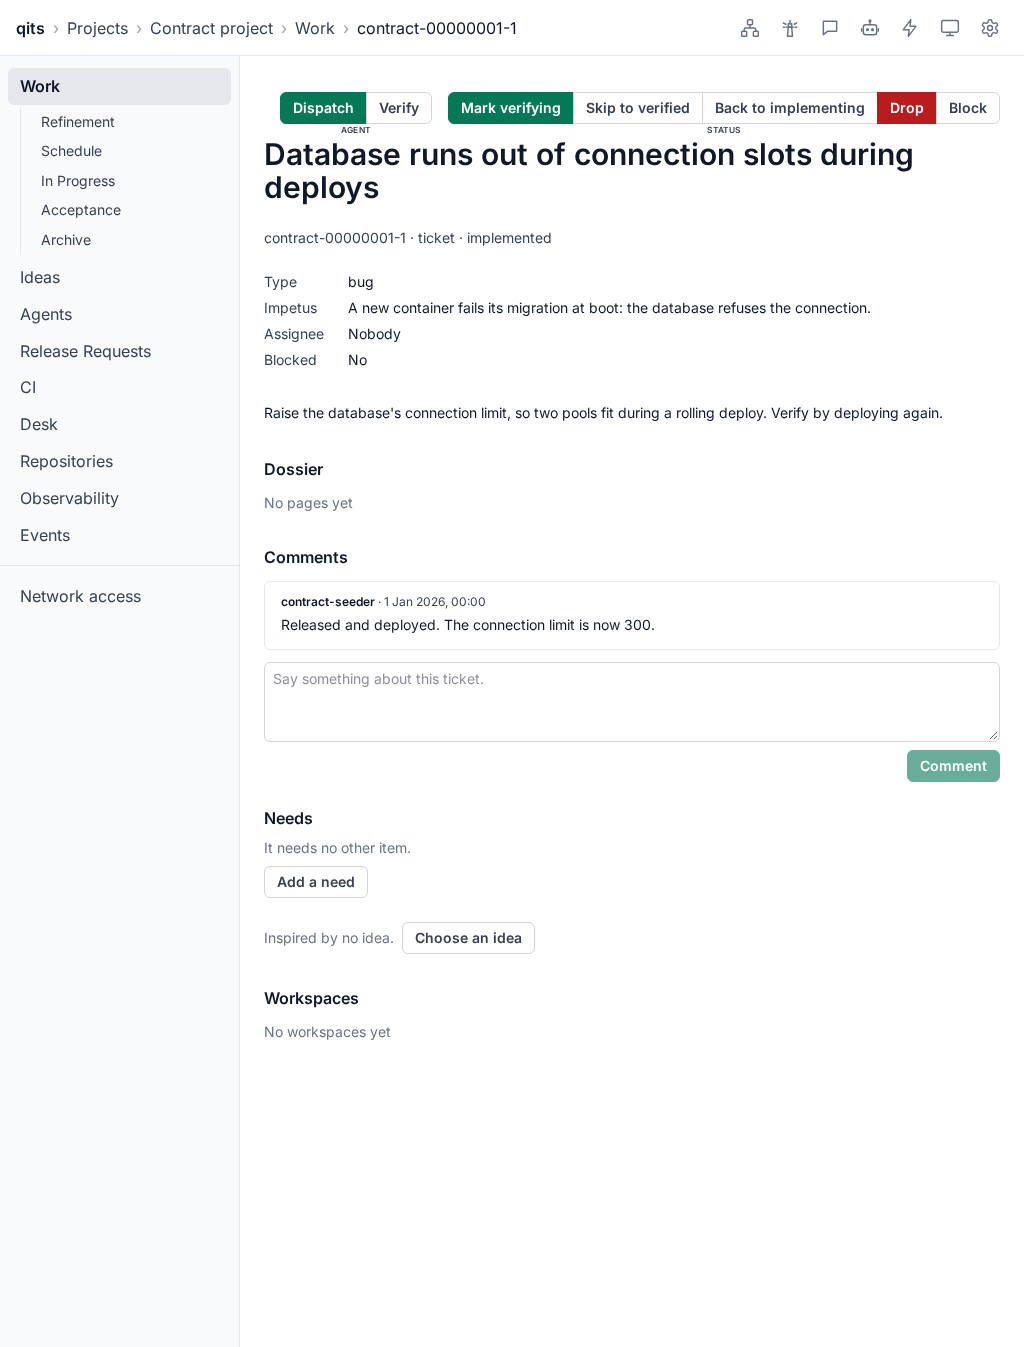 qits › Projects › Contract project › Work › contract-00000001-1
Work
Refinement
Schedule
In Progress
Acceptance
Archive
Ideas
Agents
Release Requests
CI
Desk
Repositories
Observability
Events
Network access
Dispatch Verify
AGENT
Mark verifying Skip to verified Back to implementing Drop Block
STATUS
Database runs out of connection slots during
deploys
contract-00000001-1 · ticket · implemented
Type bug
Impetus A new container fails its migration at boot: the database refuses the connection.
Assignee Nobody
Blocked No
Raise the database's connection limit, so two pools fit during a rolling deploy. Verify by deploying again.
Dossier
No pages yet
Comments
contract-seeder · 1 Jan 2026, 00:00
Released and deployed. The connection limit is now 300.
Say something about this ticket.
Comment
Needs
It needs no other item.
Add a need
Inspired by no idea. Choose an idea
Workspaces
No workspaces yet